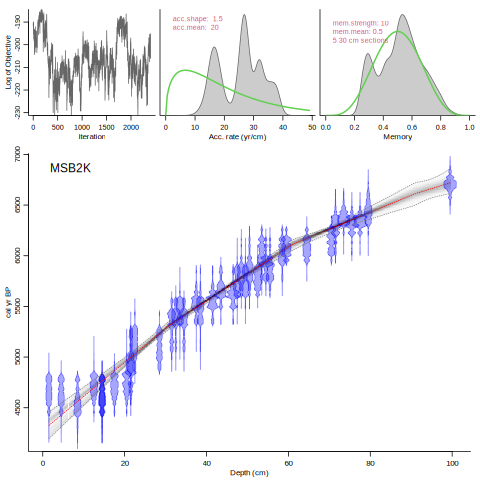 Log of Objective
-230
-220
-210
-200
-190
0
500
1000
1500
2000
Iteration
acc.shape: 1.5
acc.mean: 20
0
10
20
30
40
50
Acc. rate (yr/cm)
mem.strength: 10
mem.mean: 0.5
5 30 cm sections
0.0
0.2
0.4
0.6
0.8
1.0
Memory
MSB2K
cal yr BP
4500
5000
5500
6000
6500
7000
0
20
40
60
80
100
Depth (cm)